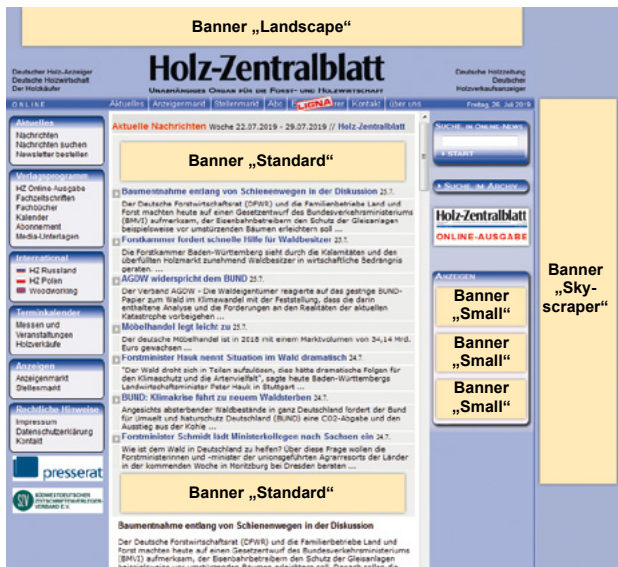 Banner „Landscape“
Deutscher Holz-Anzeiger
Deutsche Holzwirtschaft
Der Holzkäufer
Holz-Zentralblatt
Unabhängiges Organ für die Forst- und Holzwirtschaft
Deutsche Holzzeitung
Deutscher
Holzverkaufsanzeiger
ONLINE
Aktuelles | Anzeigenmarkt | Stellenmarkt | Abo | LIGNA | Kontakt | über uns
Freitag, 26. Juli 2019
Aktuelles
Nachrichten
Nachrichten suchen
Newsletter bestellen
Verlagsprogramm
HZ Online-Ausgabe
Fachzeitschriften
Fachbücher
Kalender
Abonnement
Media-Unterlagen
International
HZ Russland
HZ Polen
Woodworking
Terminkalender
Messen und
Veranstaltungen
Holzverkäufe
Anzeigen
Anzeigenmarkt
Stellenmarkt
Rechtliche Hinweise
Impressum
Datenschutzerklärung
Kontakt
presserat
SZV SÜDWESTDEUTSCHER
ZEITSCHRIFTENVERLEGER-
VERBAND E.V.
Aktuelle Nachrichten Woche 22.07.2019 - 29.07.2019 // Holz-Zentralblatt
Banner „Standard“
Baumentnahme entlang von Schienenwegen in der Diskussion 25.7.
Der Deutsche Forstwirtschaftsrat (DFWR) und die Familienbetriebe Land und
Forst machten heute auf einen Gesetzentwurf des Bundesverkehrsministeriums
(BMVI) aufmerksam, der Eisenbahnbetreibern den Schutz der Gleisanlagen
beispielsweise vor umstürzenden Bäumen erleichtern soll ...
Forstkammer fordert schnelle Hilfe für Waldbesitzer 25.7.
Die Forstkammer Baden-Württemberg sieht durch die Kalamitäten und den
überfüllten Holzmarkt zunehmend Waldbesitzer in wirtschaftliche Bedrängnis
geraten. ...
AGDW widerspricht dem BUND 25.7.
Der Verband AGDW - Die Waldeigentümer reagierte auf das gestrige BUND-
Papier zum Wald im Klimawandel mit der Feststellung, dass die darin
enthaltene Analyse und die Forderungen an den Realitäten der aktuellen
Katastrophe vorbeigehen ...
Möbelhandel legt leicht zu 25.7.
Der deutsche Möbelhandel ist in 2018 mit einem Marktvolumen von 34,14 Mrd.
Euro gewachsen ...
Forstminister Hauk nennt Situation im Wald dramatisch 24.7.
"Der Wald droht sich in Teilen aufzulösen, dies hätte dramatische Folgen für
den Klimaschutz und die Artenvielfalt", sagte heute Baden-Württembergs
Landwirtschaftsminister Peter Hauk in Stuttgart ...
BUND: Klimakrise führt zu neuem Waldsterben 24.7.
Angesichts absterbender Waldbestände in ganz Deutschland fordert der Bund
für Umwelt und Naturschutz Deutschland (BUND) eine CO2-Abgabe und den
Ausstieg aus der Kohle ...
Forstminister Schmidt lädt Ministerkollegen nach Sachsen ein 24.7.
Wie ist dem Wald in Deutschland zu helfen? Über diese Frage wollen die
Forstministerinnen und -minister der unionsgeführten Agrarressorts der Länder
in der kommenden Woche in Moritzburg bei Dresden beraten ...
Banner „Standard“
Baumentnahme entlang von Schienenwegen in der Diskussion
Der Deutsche Forstwirtschaftsrat (DFWR) und die Familienbetriebe Land und
Forst machten heute auf einen Gesetzentwurf des Bundesverkehrsministeriums
(BMVI) aufmerksam, der Eisenbahnbetreibern den Schutz der Gleisanlagen
Suche in Online-News
START
Suche im Archiv
Holz-Zentralblatt
ONLINE-AUSGABE
Anzeigen
Banner
„Small“
Banner
„Small“
Banner
„Small“
Banner
„Sky-
scraper“